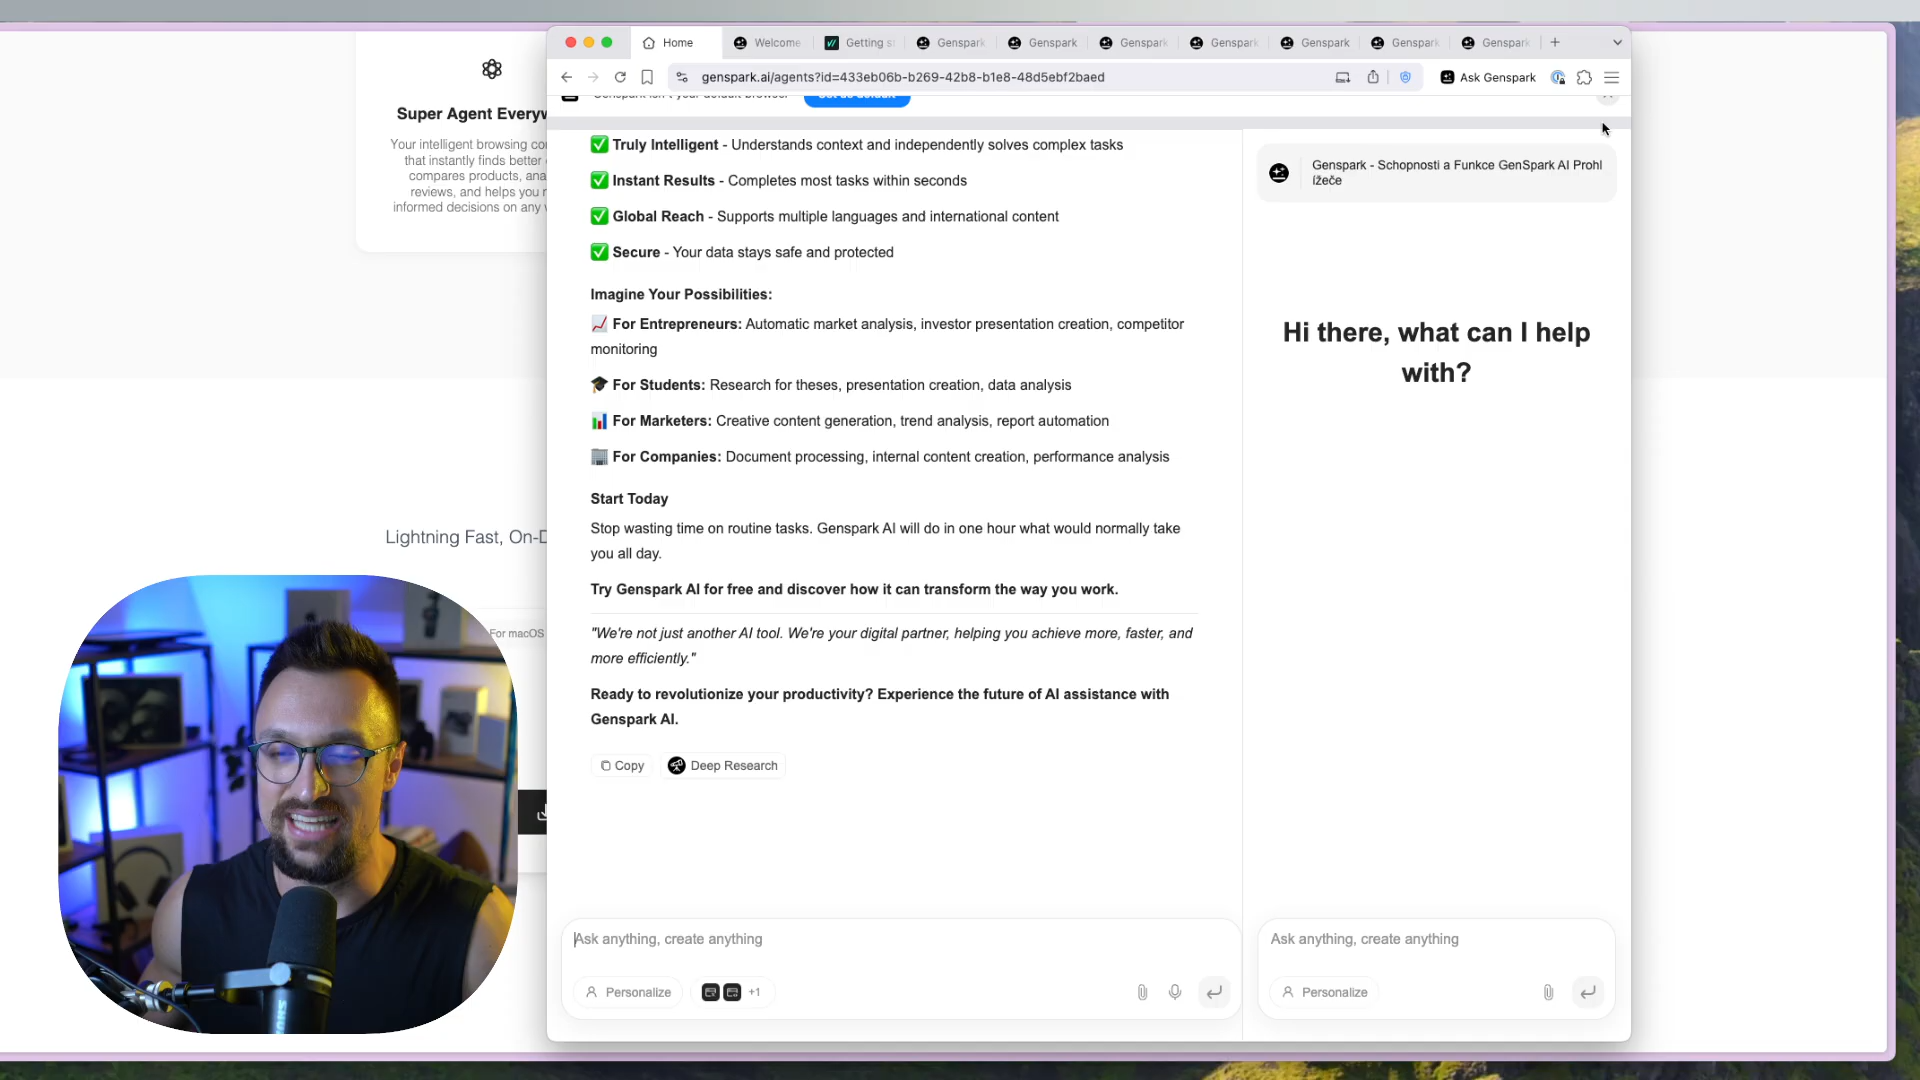 Super Agent Everyw
Your intelligent browsing co
that instantly finds better
compares products, ana
reviews, and helps you r
informed decisions on any w
Lightning Fast, On-D
For macOS
Home
Welcome
Getting s
Genspark
Genspark
Genspark
Genspark
Genspark
Genspark
Genspark
genspark.ai/agents?id=433eb06b-b269-42b8-b1e8-48d5ebf2baed
Ask Genspark
Genspark isn't your default browser
Set as default
✅ Truly Intelligent - Understands context and independently solves complex tasks
✅ Instant Results - Completes most tasks within seconds
✅ Global Reach - Supports multiple languages and international content
✅ Secure - Your data stays safe and protected
Imagine Your Possibilities:
📈 For Entrepreneurs: Automatic market analysis, investor presentation creation, competitor
monitoring
🎓 For Students: Research for theses, presentation creation, data analysis
📊 For Marketers: Creative content generation, trend analysis, report automation
🏢 For Companies: Document processing, internal content creation, performance analysis
Start Today
Stop wasting time on routine tasks. Genspark AI will do in one hour what would normally take
you all day.
Try Genspark AI for free and discover how it can transform the way you work.
"We're not just another AI tool. We're your digital partner, helping you achieve more, faster, and
more efficiently."
Ready to revolutionize your productivity? Experience the future of AI assistance with
Genspark AI.
Copy
Deep Research
Ask anything, create anything
Personalize
+1
Genspark - Schopnosti a Funkce GenSpark AI Prohl
ížeče
Hi there, what can I help
with?
Ask anything, create anything
Personalize